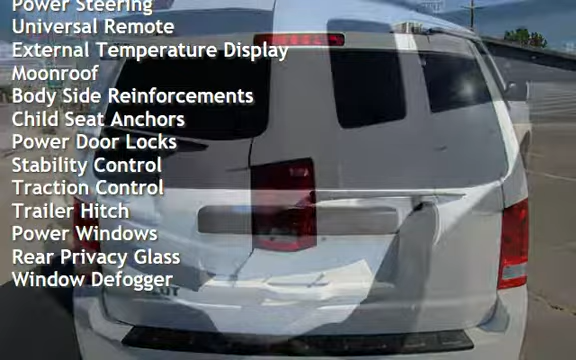 Power Steering
Universal Remote
External Temperature Display
Moonroof
Body Side Reinforcements
Child Seat Anchors
Power Door Locks
Stability Control
Traction Control
Trailer Hitch
Power Windows
Rear Privacy Glass
Window Defogger